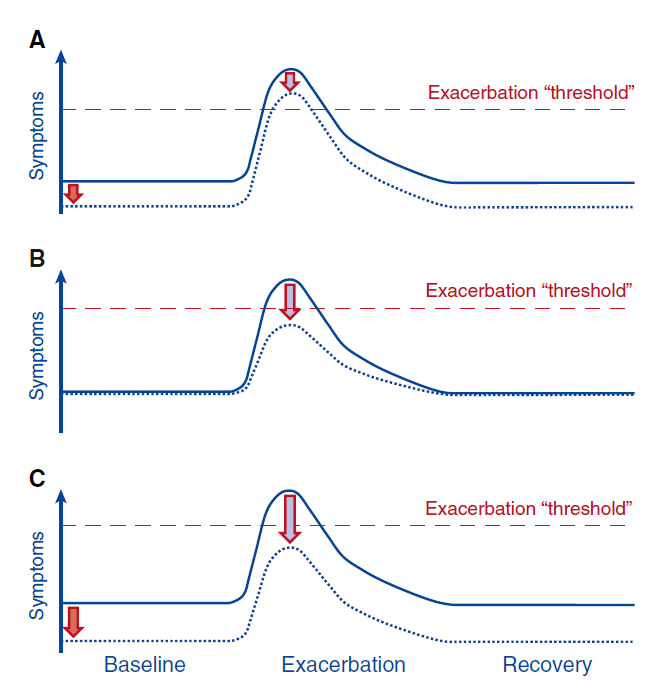 A
Symptoms
Exacerbation “threshold”
B
Symptoms
Exacerbation “threshold”
C
Symptoms
Exacerbation “threshold”
Baseline Exacerbation Recovery